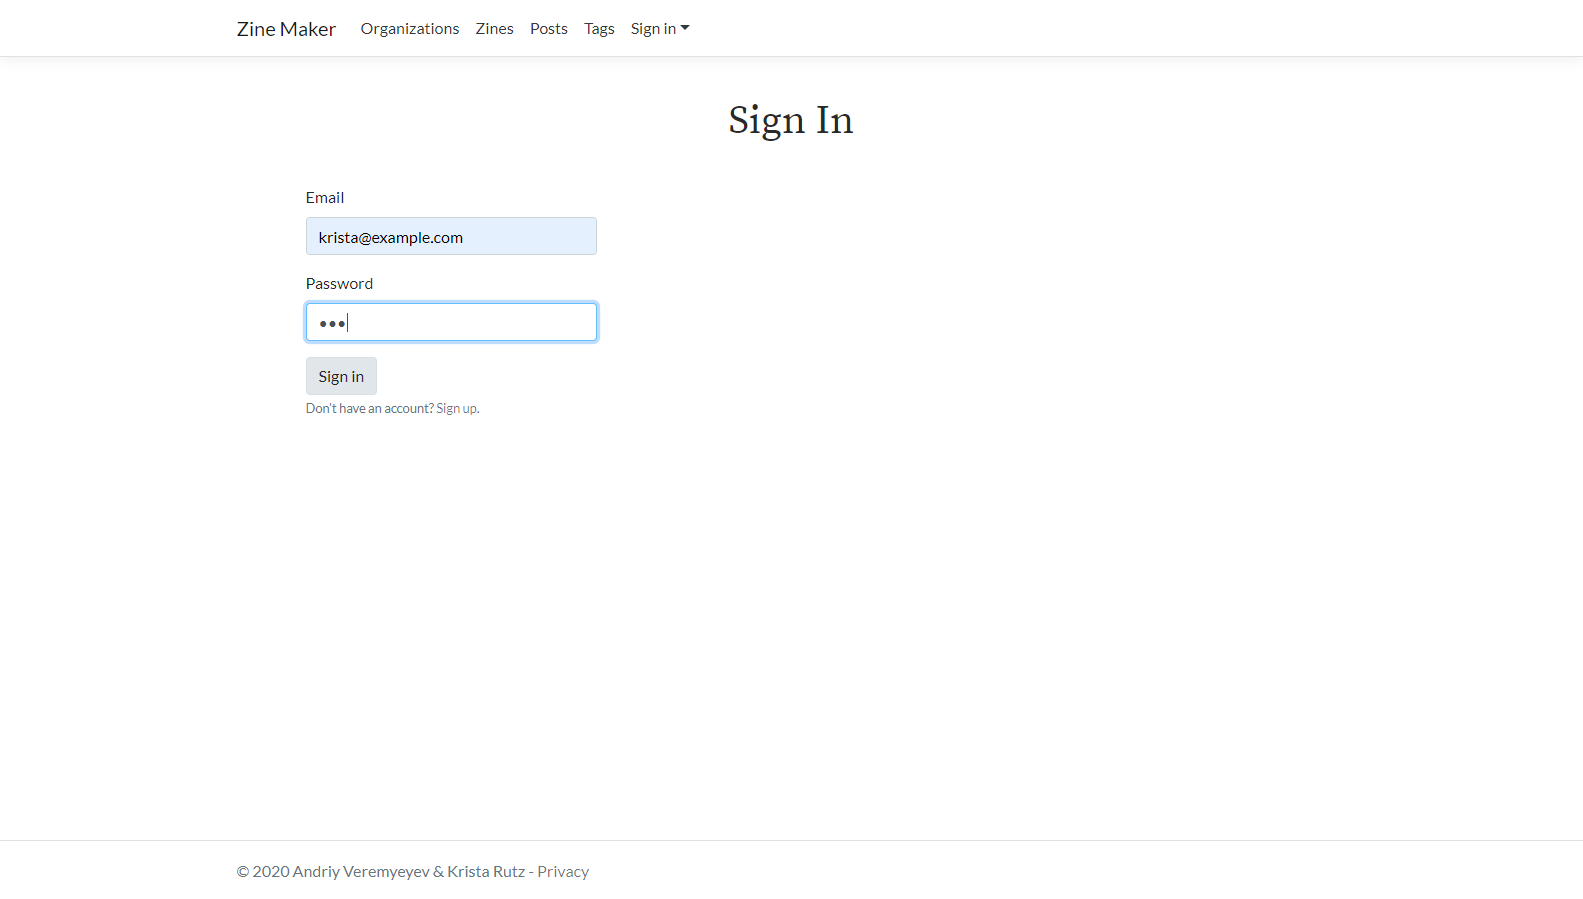 Zine Maker Organizations Zines Posts Tags Sign in
Sign In
Email
krista@example.com
Password
•••
Sign in
Don't have an account? Sign up.
© 2020 Andriy Veremyeyev & Krista Rutz - Privacy